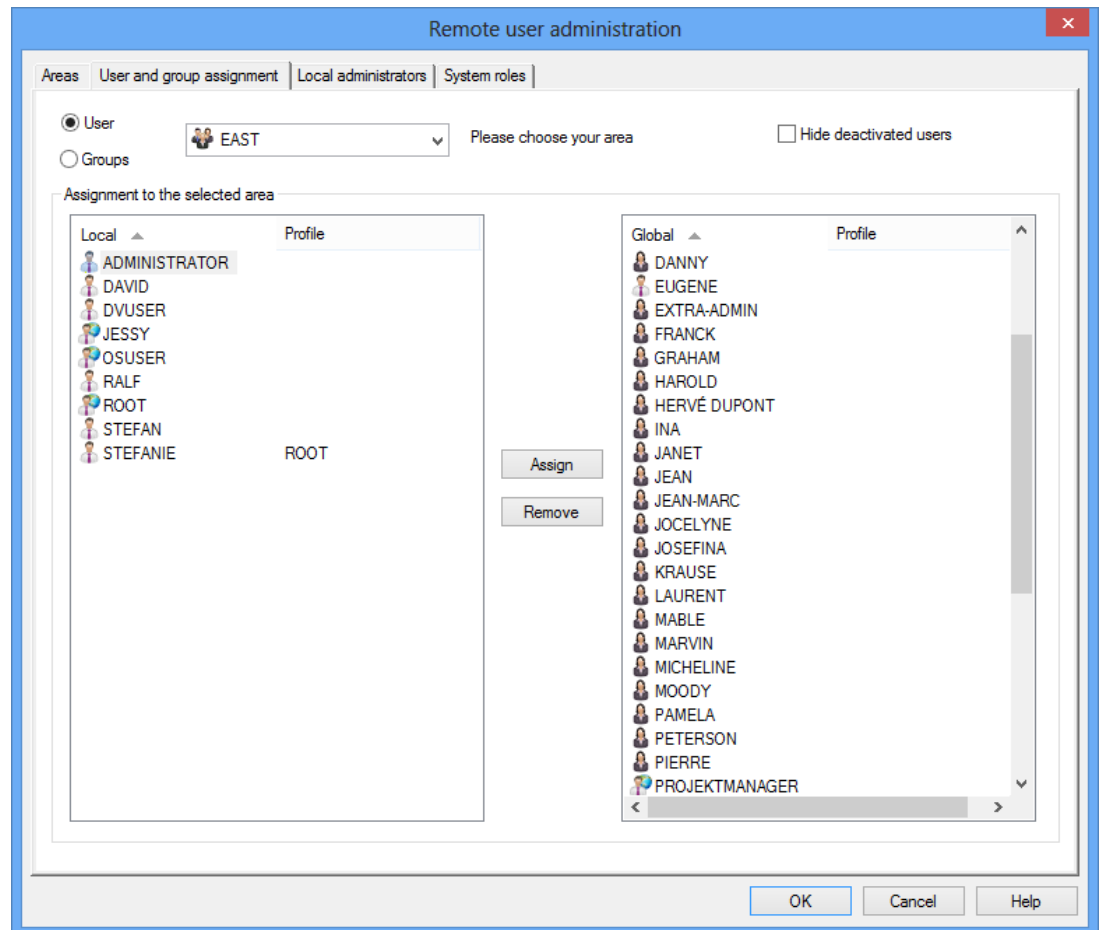 Remote user administration
Areas User and group assignment Local administrators System roles
User
EAST
Please choose your area
Hide deactivated users
Groups
Assignment to the selected area
Local Profile
ADMINISTRATOR
DAVID
DVUSER
JESSY
OSUSER
RALF
ROOT
STEFAN
STEFANIE ROOT
Assign
Remove
Global Profile
DANNY
EUGENE
EXTRA-ADMIN
FRANCK
GRAHAM
HAROLD
HERVÉ DUPONT
INA
JANET
JEAN
JEAN-MARC
JOCELYNE
JOSEFINA
KRAUSE
LAURENT
MABLE
MARVIN
MICHELINE
MOODY
PAMELA
PETERSON
PIERRE
PROJEKTMANAGER
OK Cancel Help